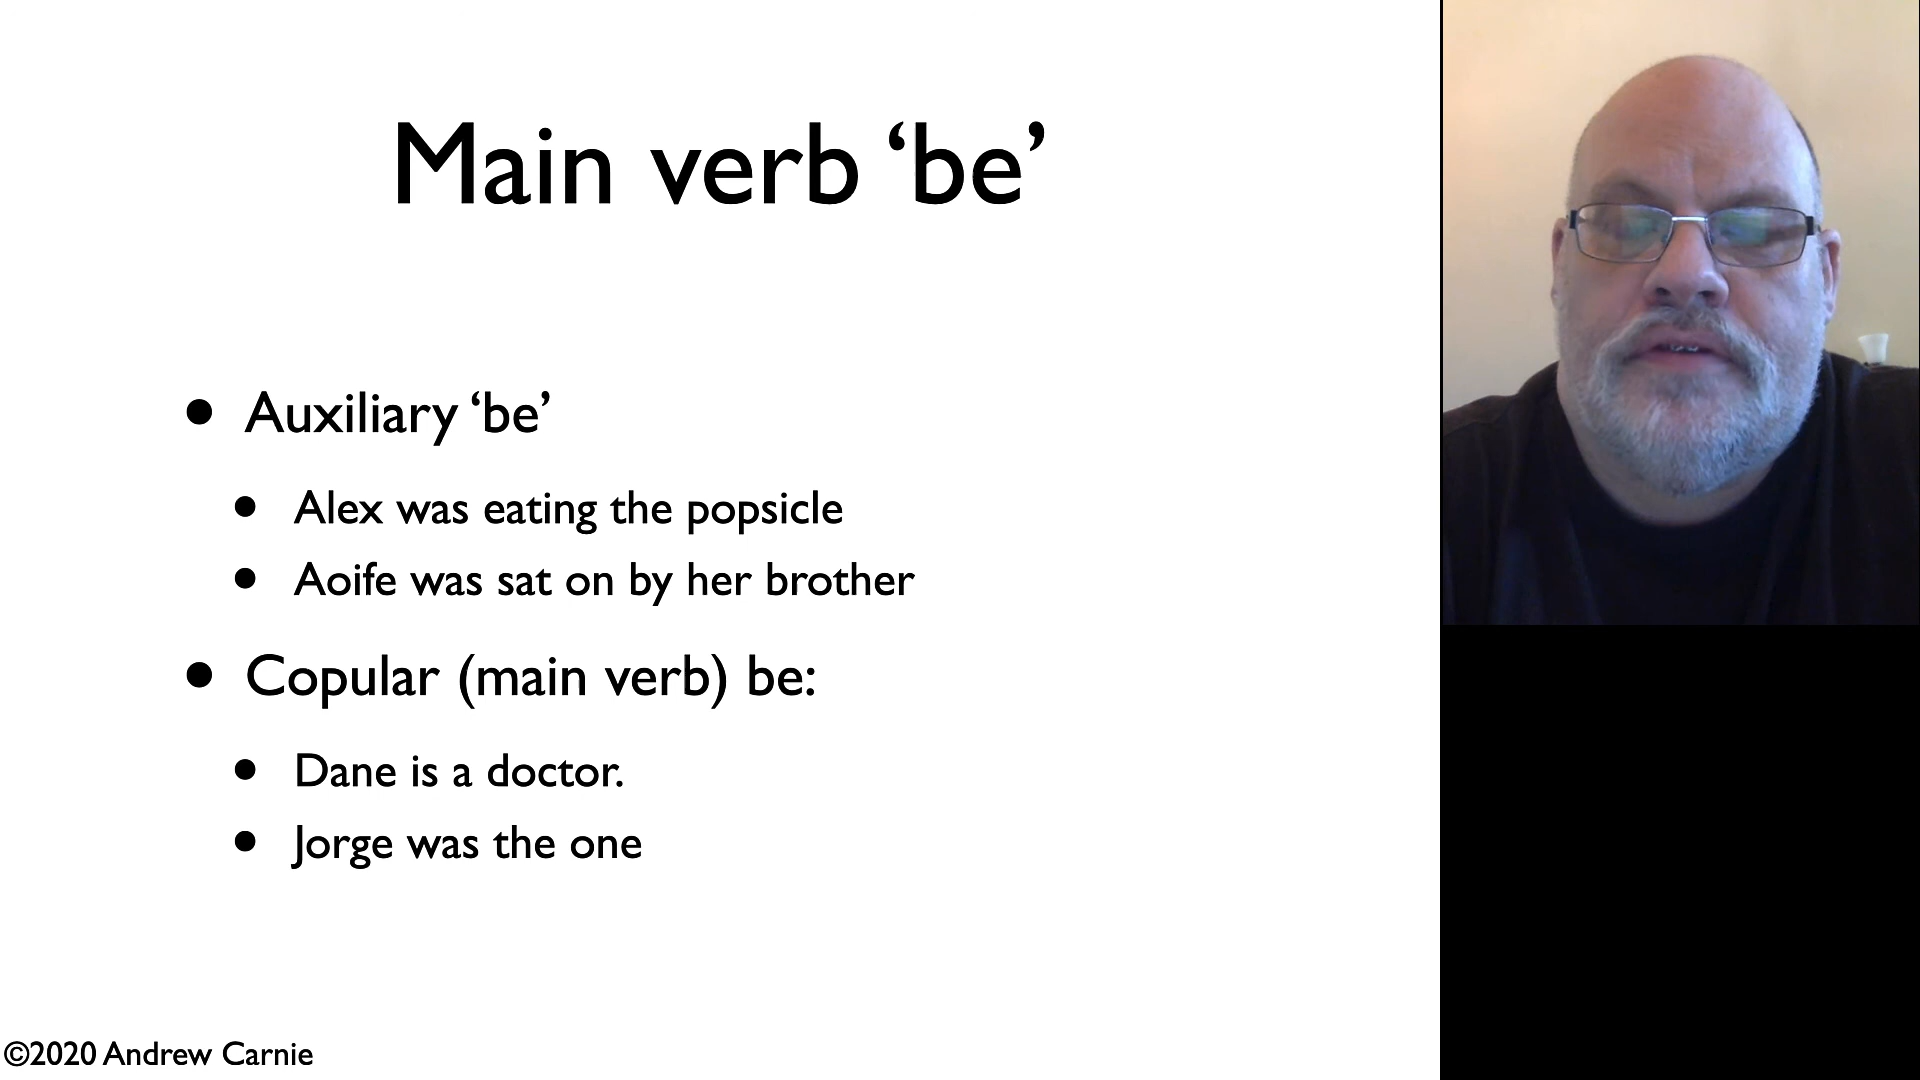 Main verb ‘be’
• Auxiliary ‘be’
• Alex was eating the popsicle
• Aoife was sat on by her brother
• Copular (main verb) be:
• Dane is a doctor.
• Jorge was the one
©2020 Andrew Carnie